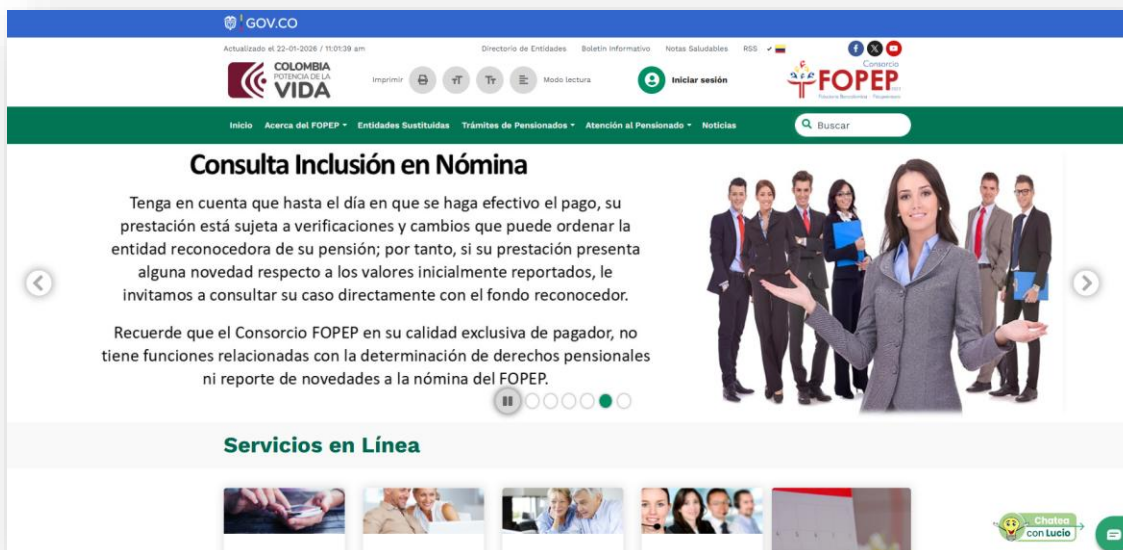 GOV.CO
Actualizado el 22-01-2026 / 11:01:39 am
Directorio de Entidades Boletín Informativo Notas Saludables RSS
COLOMBIA
POTENCIA DE LA
VIDA
Imprimir
Modo lectura
Iniciar sesión
Consorcio
FOPEP
Inicio Acerca del FOPEP Entidades Sustituidas Trámites de Pensionados Atención al Pensionado Noticias
Buscar
Consulta Inclusión en Nómina
Tenga en cuenta que hasta el día en que se haga efectivo el pago, su
prestación está sujeta a verificaciones y cambios que puede ordenar la
entidad reconocedora de su pensión; por tanto, si su prestación presenta
alguna novedad respecto a los valores inicialmente reportados, le
invitamos a consultar su caso directamente con el fondo reconocedor.
Recuerde que el Consorcio FOPEP en su calidad exclusiva de pagador, no
tiene funciones relacionadas con la determinación de derechos pensionales
ni reporte de novedades a la nómina del FOPEP.
Servicios en Línea
Chatea
con Lucio